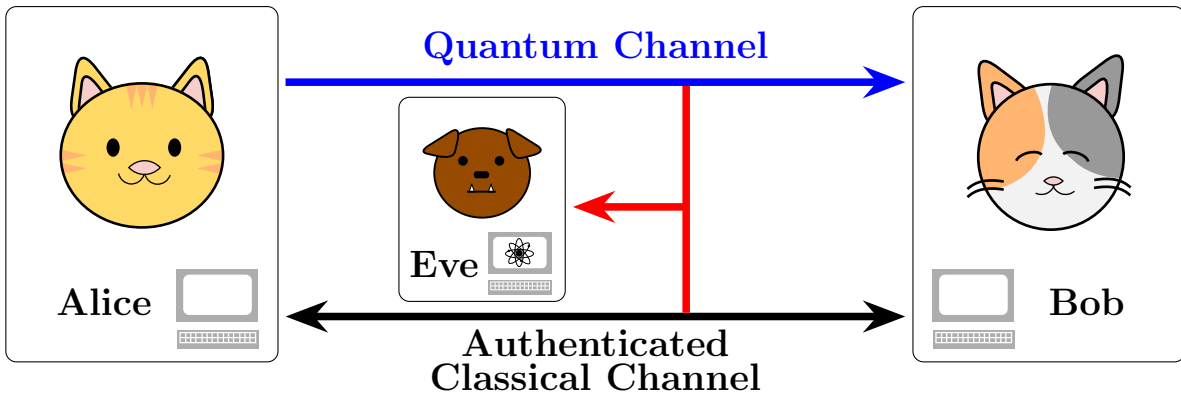 Quantum Channel
Eve
Alice
Bob
Authenticated
Classical Channel